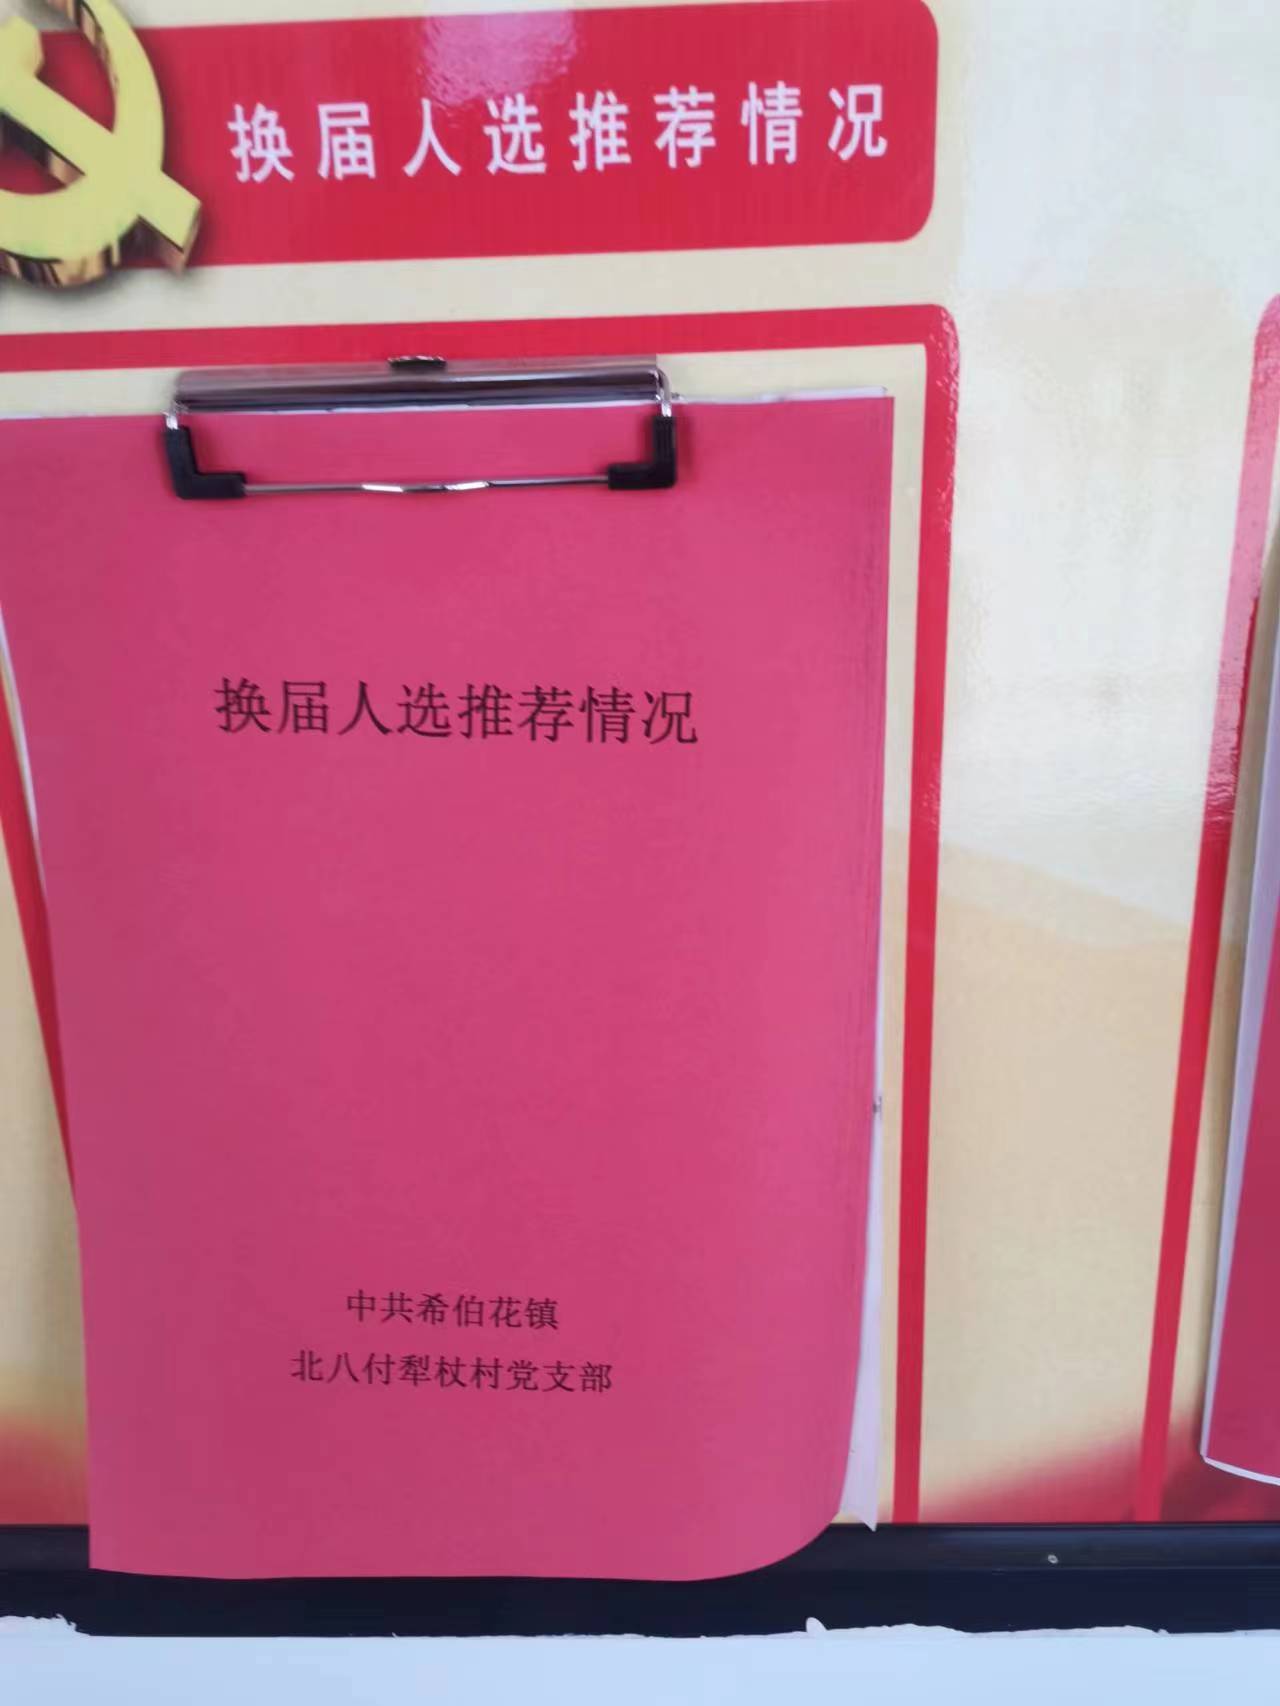 换届人选推荐情况
换届人选推荐情况
中共希伯花镇
北八付犁杖村党支部